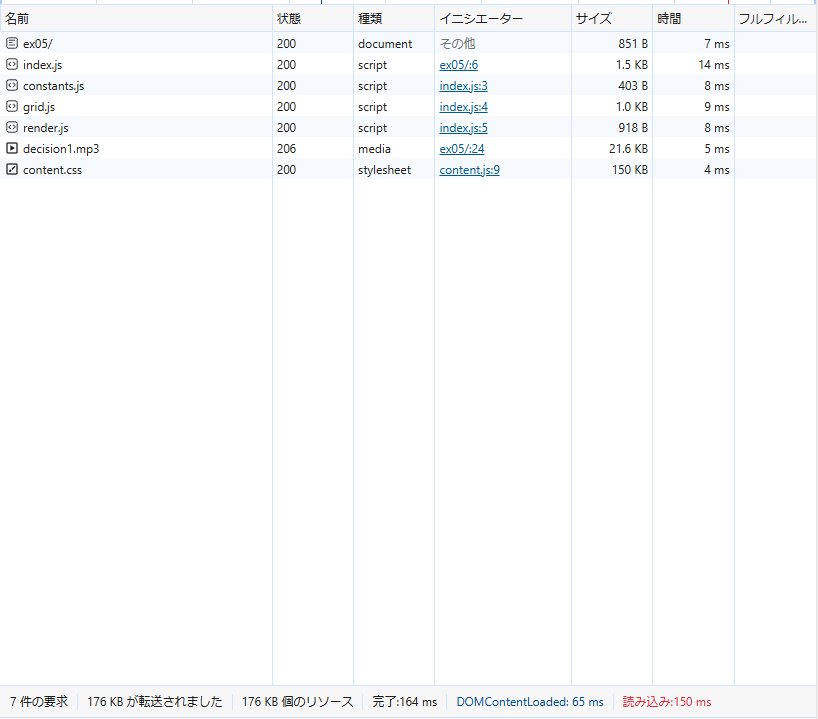 名前 状態 種類 イニシエーター サイズ 時間 フルフィル...
ex05/ 200 document その他 851 B 7 ms
index.js 200 script ex05/:6 1.5 KB 14 ms
constants.js 200 script index.js:3 403 B 8 ms
grid.js 200 script index.js:4 1.0 KB 9 ms
render.js 200 script index.js:5 918 B 8 ms
decision1.mp3 206 media ex05/:24 21.6 KB 5 ms
content.css 200 stylesheet content.js:9 150 KB 4 ms
7 件の要求 176 KB が転送されました 176 KB 個のリソース 完了:164 ms DOMContentLoaded: 65 ms 読み込み:150 ms